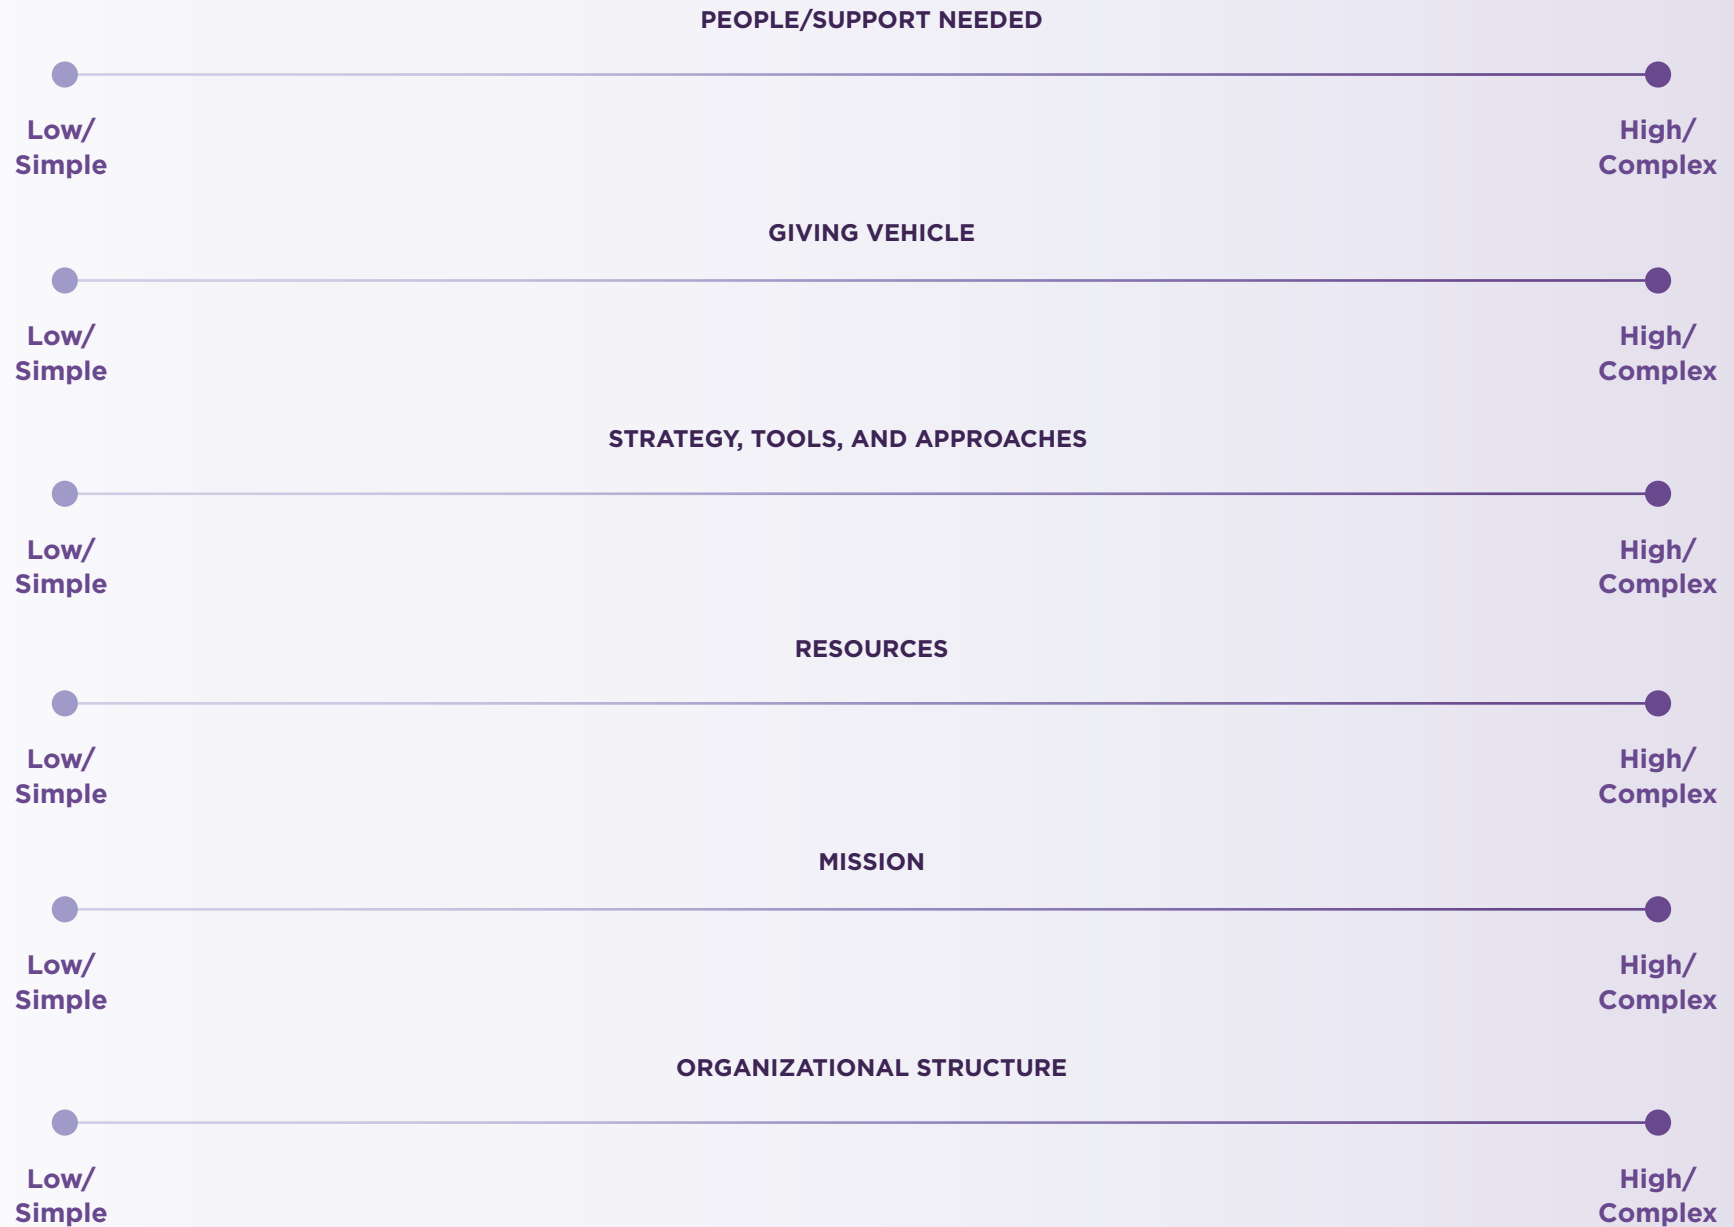 PEOPLE/SUPPORT NEEDED
Low/
Simple
High/
Complex
GIVING VEHICLE
Low/
Simple
High/
Complex
STRATEGY, TOOLS, AND APPROACHES
Low/
Simple
High/
Complex
RESOURCES
Low/
Simple
High/
Complex
MISSION
Low/
Simple
High/
Complex
ORGANIZATIONAL STRUCTURE
Low/
Simple
High/
Complex